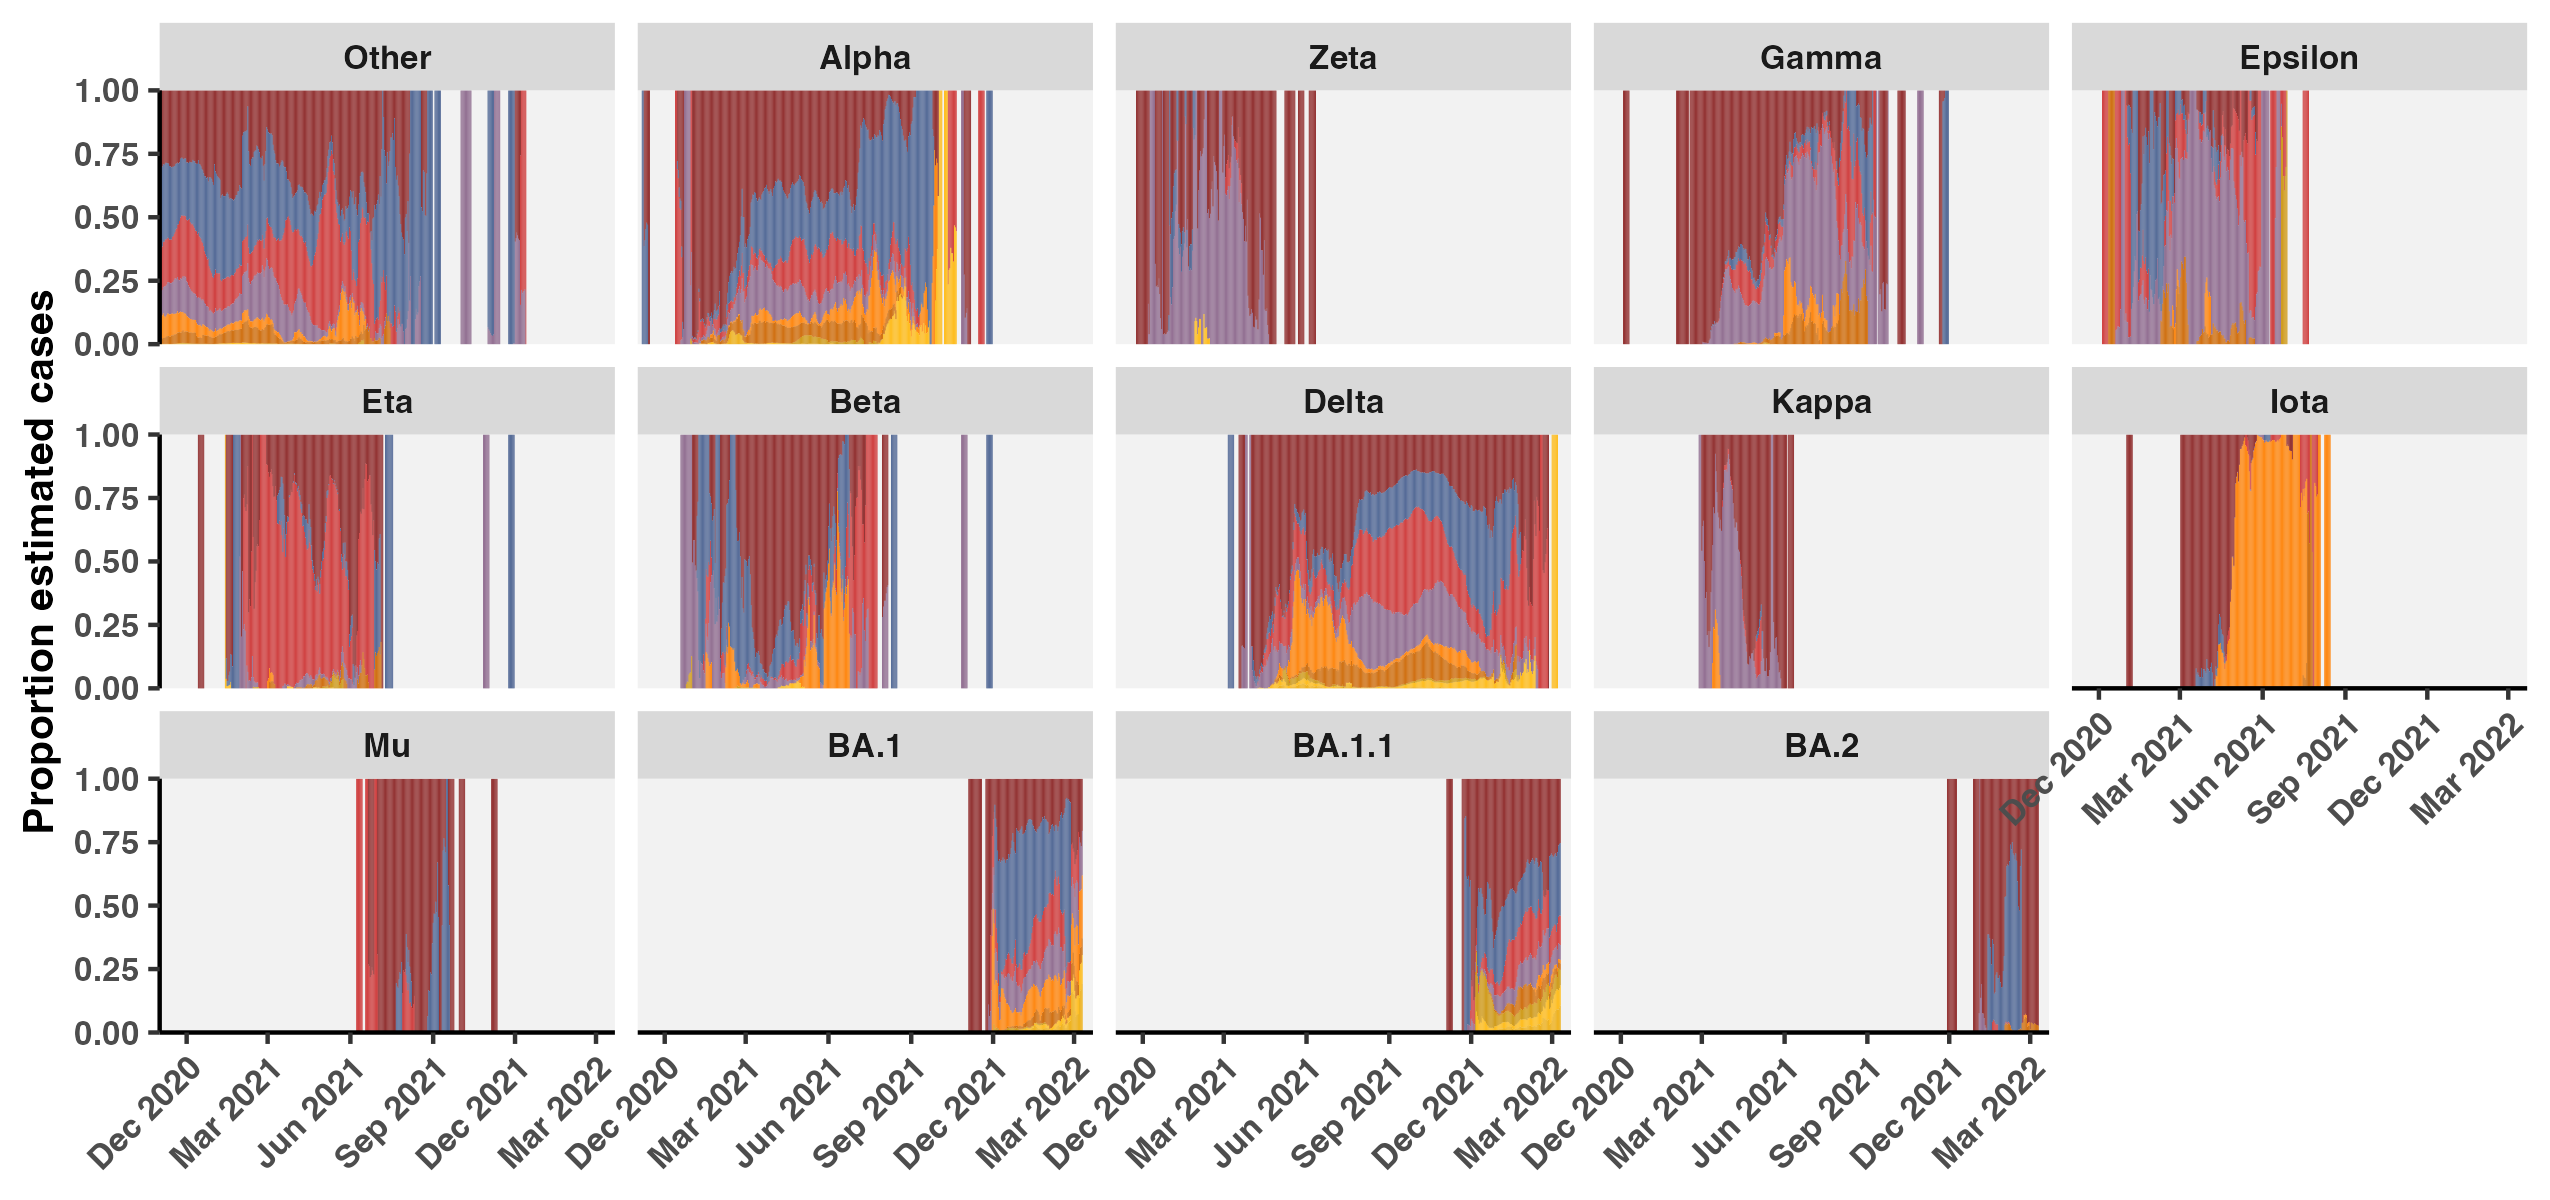 Proportion estimated cases
Other
Alpha
Zeta
Gamma
Epsilon
1.00
0.75
0.50
0.25
0.00
Eta
Beta
Delta
Kappa
Iota
1.00
0.75
0.50
0.25
0.00
Dec 2020
Mar 2021
Jun 2021
Sep 2021
Dec 2021
Mar 2022
Mu
BA.1
BA.1.1
BA.2
1.00
0.75
0.50
0.25
0.00
Dec 2020
Mar 2021
Jun 2021
Sep 2021
Dec 2021
Mar 2022
Dec 2020
Mar 2021
Jun 2021
Sep 2021
Dec 2021
Mar 2022
Dec 2020
Mar 2021
Jun 2021
Sep 2021
Dec 2021
Mar 2022
Dec 2020
Mar 2021
Jun 2021
Sep 2021
Dec 2021
Mar 2022